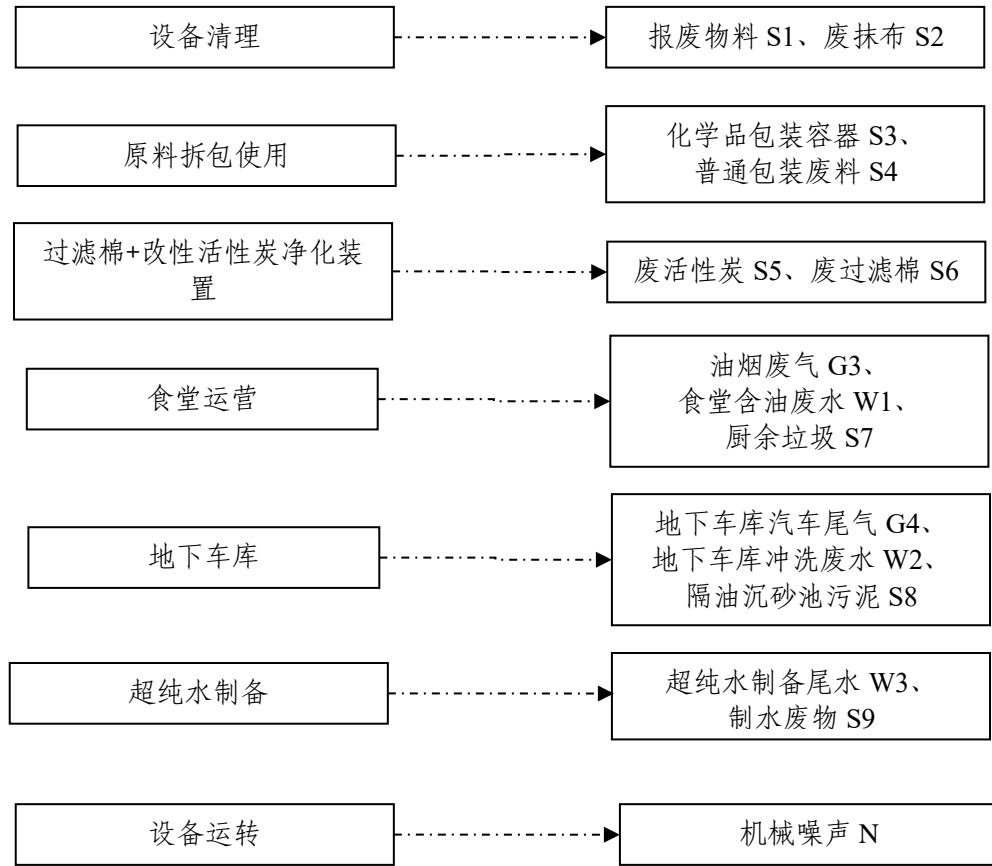 设备清理
报废物料 S1、废抹布 S2
原料拆包使用
化学品包装容器 S3、
普通包装废料 S4
过滤棉+改性活性炭净化装
置
废活性炭 S5、废过滤棉 S6
食堂运营
油烟废气 G3、
食堂含油废水 W1、
厨余垃圾 S7
地下车库
地下车库汽车尾气 G4、
地下车库冲洗废水 W2、
隔油沉砂池污泥 S8
超纯水制备
超纯水制备尾水 W3、
制水废物 S9
设备运转
机械噪声 N